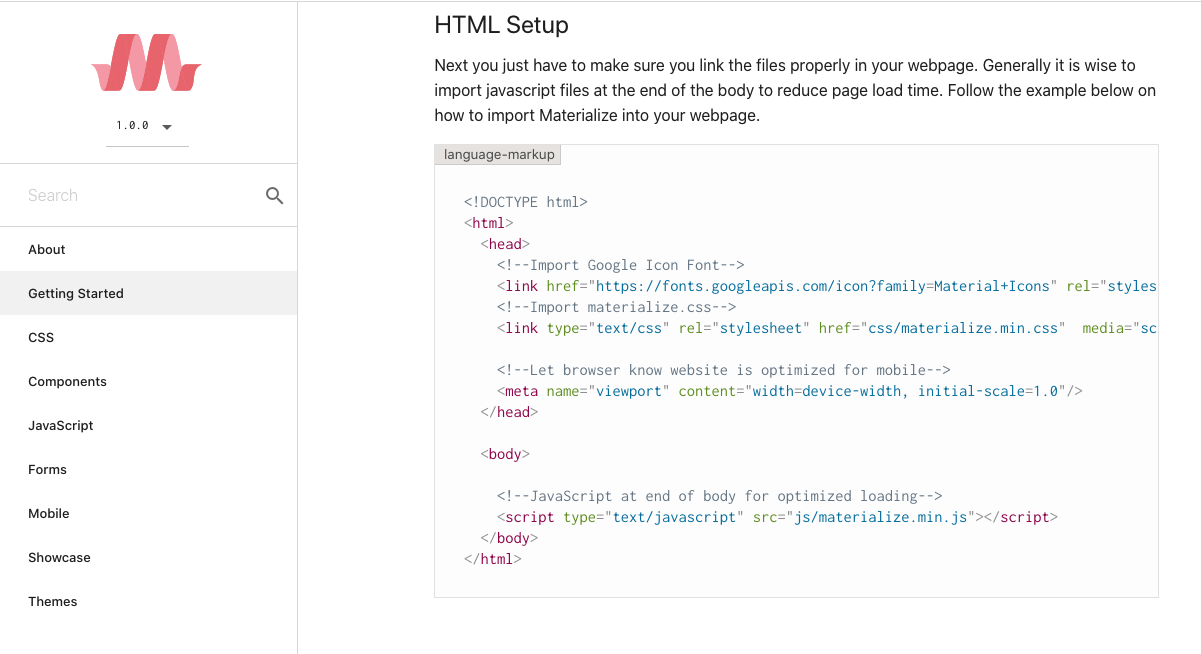 1.0.0
Search
About
Getting Started
CSS
Components
JavaScript
Forms
Mobile
Showcase
Themes
HTML Setup
Next you just have to make sure you link the files properly in your webpage. Generally it is wise to
import javascript files at the end of the body to reduce page load time. Follow the example below on
how to import Materialize into your webpage.
language-markup
<!DOCTYPE html>
<html>
<head>
<!--Import Google Icon Font-->
<link href="https://fonts.googleapis.com/icon?family=Material+Icons" rel="styles
<!--Import materialize.css-->
<link type="text/css" rel="stylesheet" href="css/materialize.min.css"  media="sc
<!--Let browser know website is optimized for mobile-->
<meta name="viewport" content="width=device-width, initial-scale=1.0"/>
</head>
<body>
<!--JavaScript at end of body for optimized loading-->
<script type="text/javascript" src="js/materialize.min.js"></script>
</body>
</html>